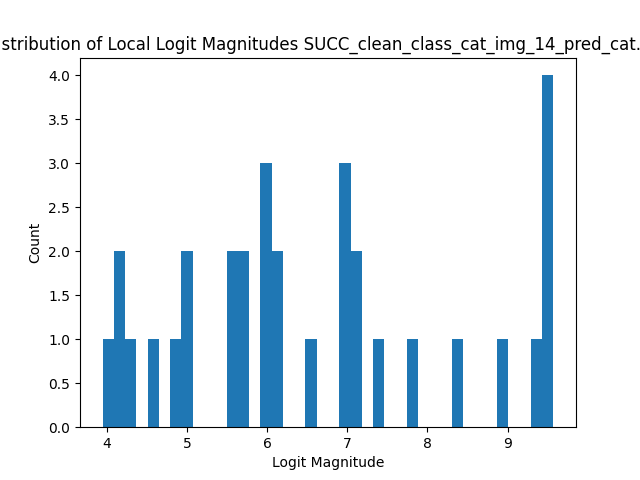 stribution of Local Logit Magnitudes SUCC_clean_class_cat_img_14_pred_cat.
4.0
3.5
3.0
2.5
2.0
1.5
1.0
0.5
0.0
Count
4 5 6 7 8 9
Logit Magnitude